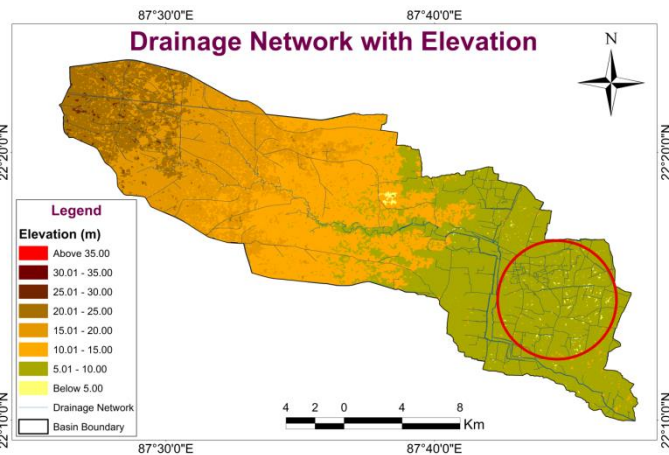 87°30'0"E 87°40'0"E
Drainage Network with Elevation
N
22°20'0"N 22°20'0"N
Legend
Elevation (m)
Above 35.00
30.01 - 35.00
25.01 - 30.00
20.01 - 25.00
15.01 - 20.00
10.01 - 15.00
5.01 - 10.00
Below 5.00
Drainage Network
Basin Boundary
4 2 0 4 8
Km
22°10'0"N 22°10'0"N
87°30'0"E 87°40'0"E